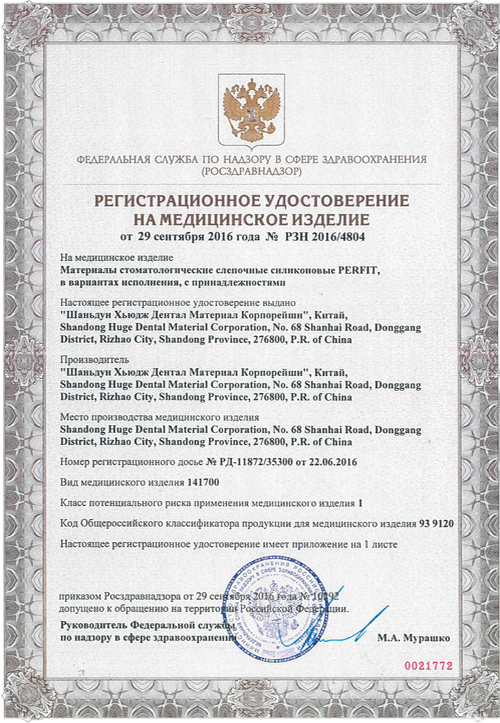 ФЕДЕРАЛЬНАЯ СЛУЖБА ПО НАДЗОРУ В СФЕРЕ ЗДРАВООХРАНЕНИЯ
(РОСЗДРАВНАДЗОР)
РЕГИСТРАЦИОННОЕ УДОСТОВЕРЕНИЕ
НА МЕДИЦИНСКОЕ ИЗДЕЛИЕ
от 29 сентября 2016 года № РЗН 2016/4804
На медицинское изделие
Материалы стоматологические слепочные силиконовые PERFIT,
в вариантах исполнения, с принадлежностями
Настоящее регистрационное удостоверение выдано
"Шаньдун Хьюдж Дентал Материал Корпорейшн", Китай,
Shandong Huge Dental Material Corporation, No. 68 Shanhai Road, Donggang
District, Rizhao City, Shandong Province, 276800, P.R. of China
Производитель
"Шаньдун Хьюдж Дентал Материал Корпорейшн", Китай,
Shandong Huge Dental Material Corporation, No. 68 Shanhai Road, Donggang
District, Rizhao City, Shandong Province, 276800, P.R. of China
Место производства медицинского изделия
Shandong Huge Dental Material Corporation, No. 68 Shanhai Road, Donggang
District, Rizhao City, Shandong Province, 276800, P.R. of China
Номер регистрационного досье № РД-11872/35300 от 22.06.2016
Вид медицинского изделия 141700
Класс потенциального риска применения медицинского изделия 1
Код Общероссийского классификатора продукции для медицинского изделия 93 9120
Настоящее регистрационное удостоверение имеет приложение на 1 листе
приказом Росздравнадзора от 29 сентября 2016 года № 10292
допущено к обращению на территории Российской Федерации.
Руководитель Федеральной службы
по надзору в сфере здравоохранения
М.А. Мурашко
0021772